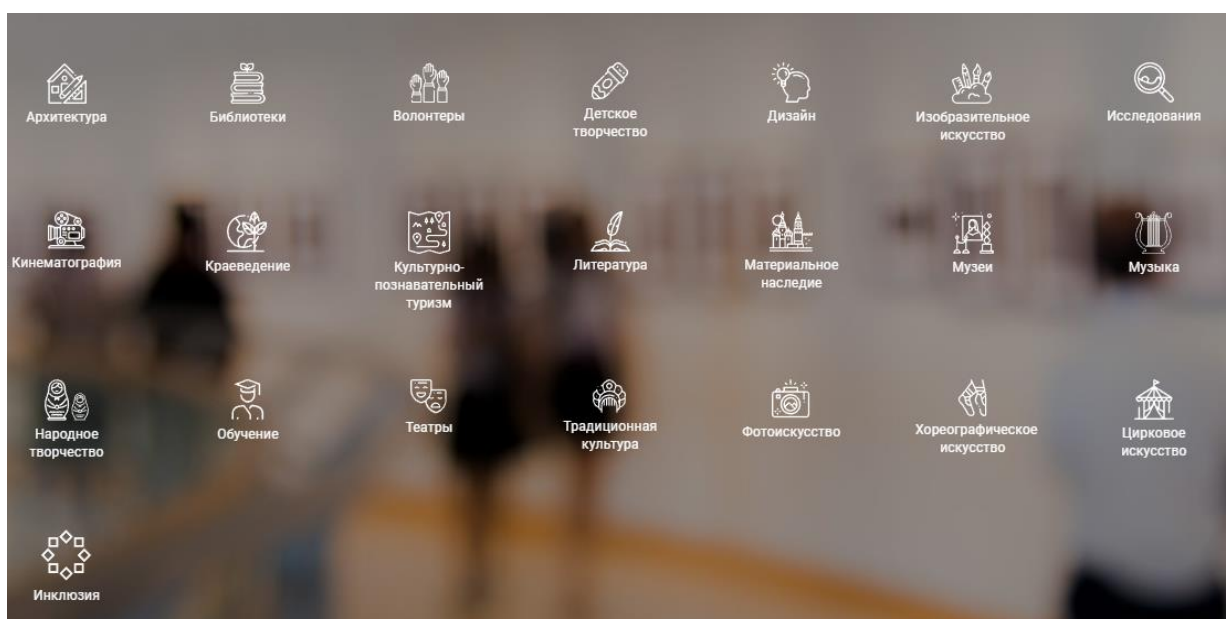 Архитектура
Библиотеки
Волонтеры
Детское
творчество
Дизайн
Изобразительное
искусство
Исследования
Кинематография
Краеведение
Культурно-
познавательный
туризм
Литература
Материальное
наследие
Музеи
Музыка
Народное
творчество
Обучение
Театры
Традиционная
культура
Фотоискусство
Хореографическое
искусство
Цирковое
искусство
Инклюзия